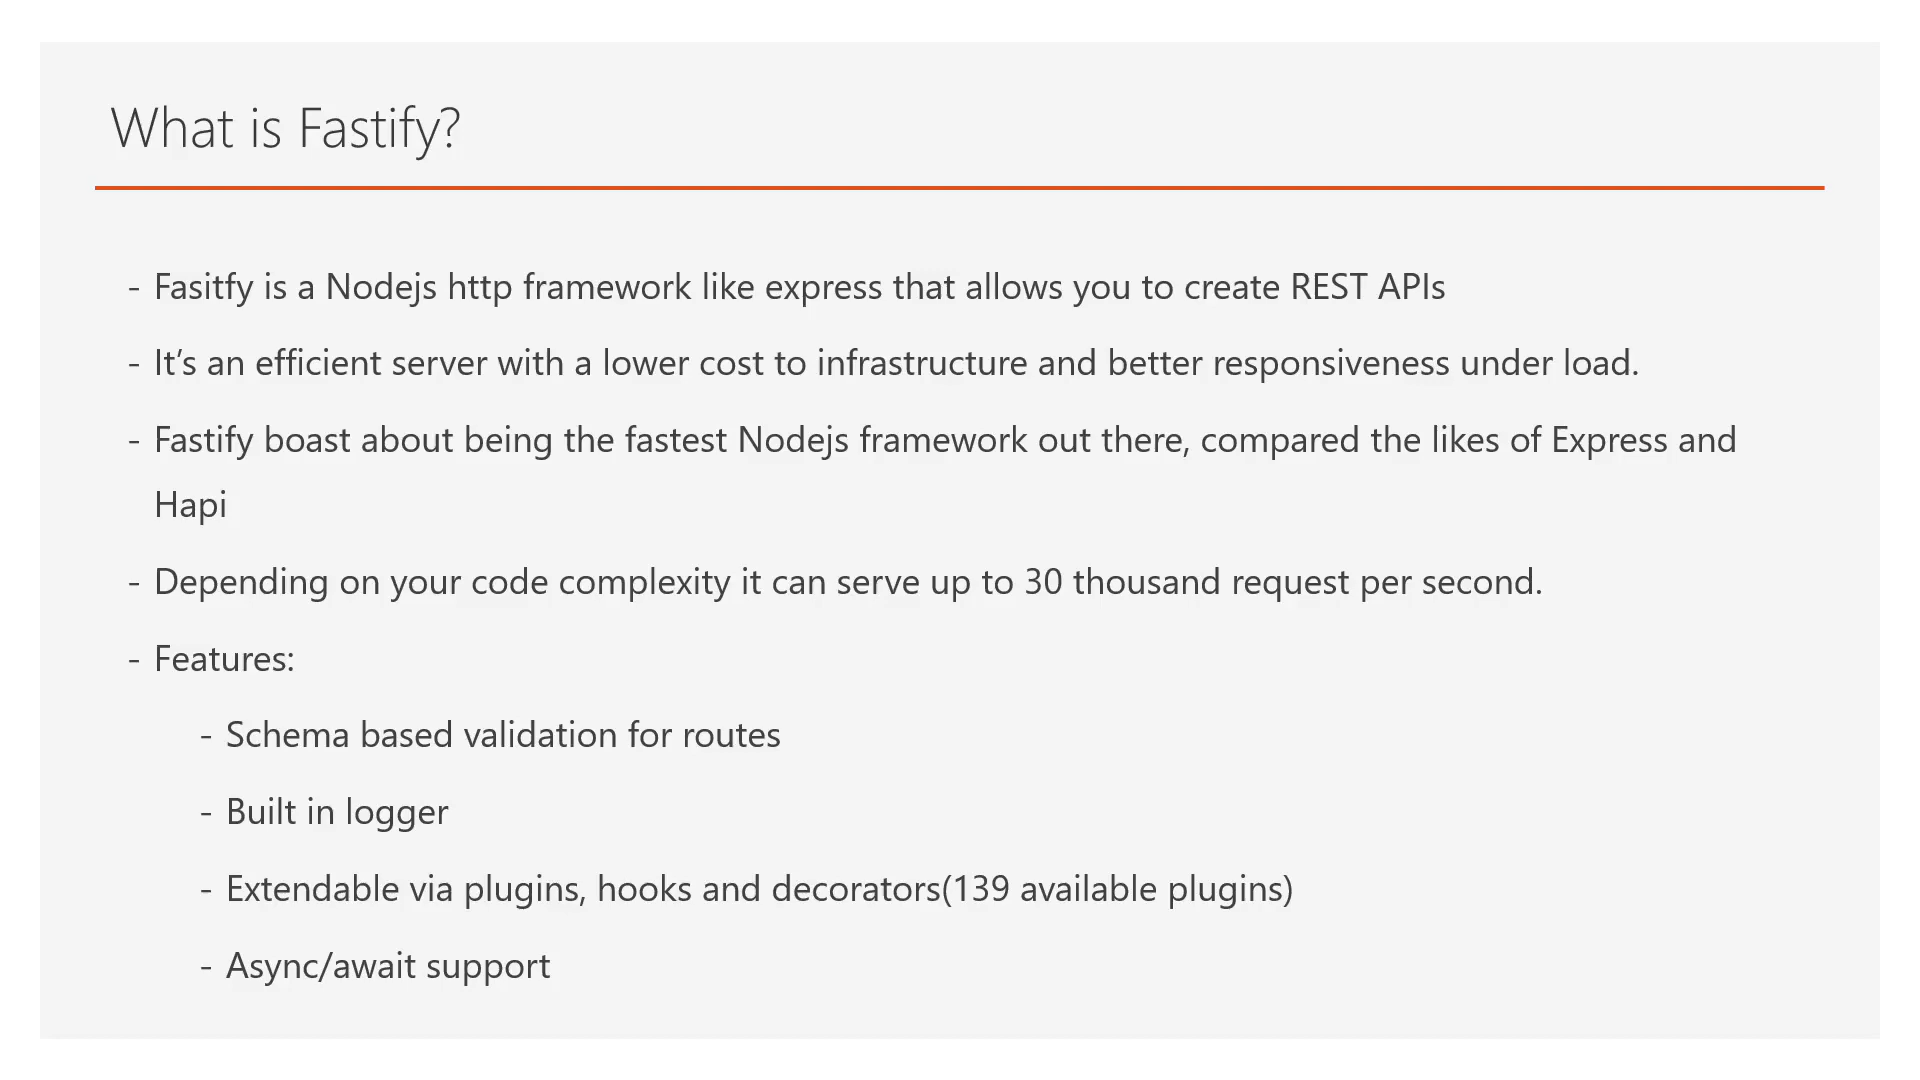 What is Fastify?
- Fasitfy is a Nodejs http framework like express that allows you to create REST APIs
- It’s an efficient server with a lower cost to infrastructure and better responsiveness under load.
- Fastify boast about being the fastest Nodejs framework out there, compared the likes of Express and
Hapi
- Depending on your code complexity it can serve up to 30 thousand request per second.
- Features:
- Schema based validation for routes
- Built in logger
- Extendable via plugins, hooks and decorators(139 available plugins)
- Async/await support